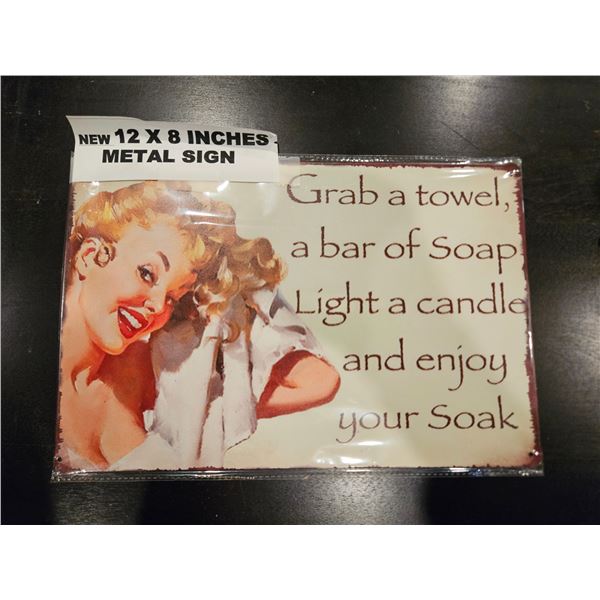 NEW 12 X 8 INCHES
METAL SIGN
Grab a towel,
a bar of Soap
Light a candle
and enjoy
your Soak